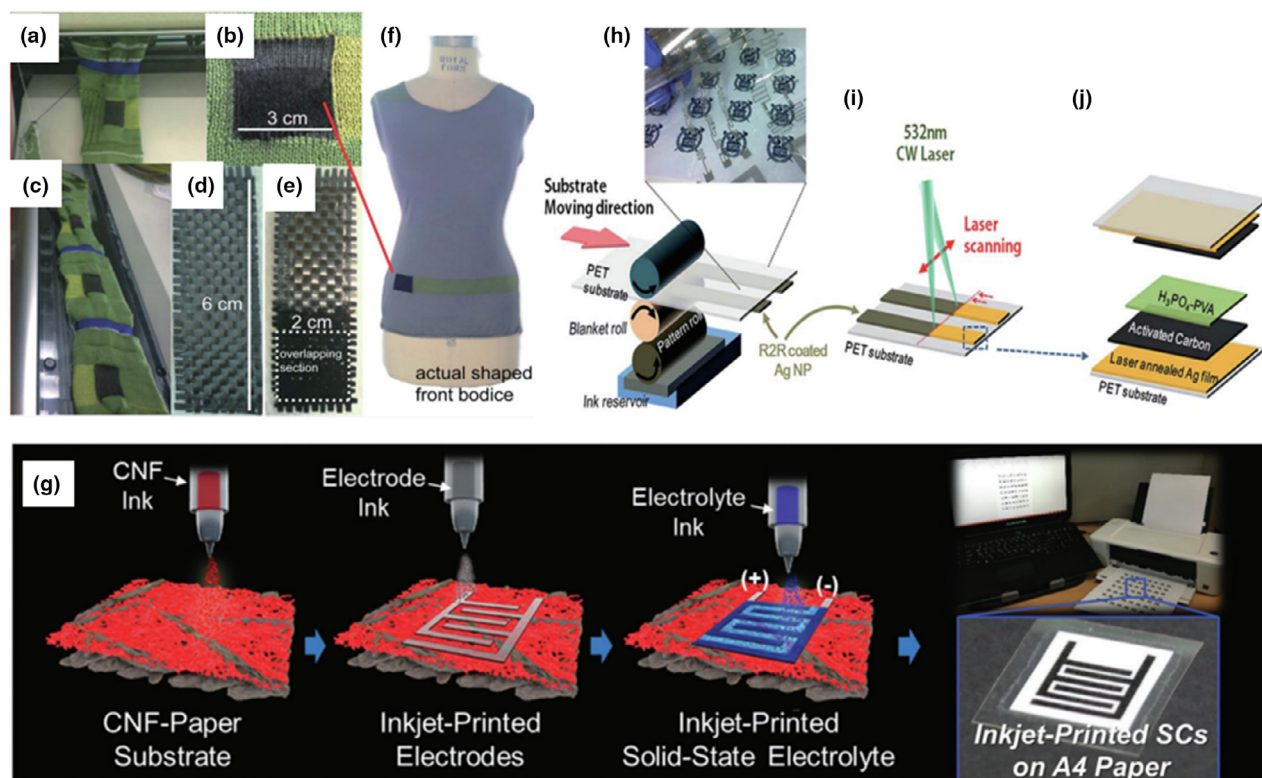 (a)
(b)
3 cm
(c)
(d)
6 cm
(e)
2 cm
overlapping
section
(f)
ROYAL
FORM
actual shaped
front bodice
(h)
Substrate
Moving direction
PET
substrate
Blanket roll
Pattern roll
Ink reservoir
R2R coated
Ag NP
(i)
532nm
CW Laser
Laser
scanning
PET substrate
(j)
H₃PO₄-PVA
Activated Carbon
Laser annealed Ag film
PET substrate
(g)
CNF
Ink
CNF-Paper
Substrate
Electrode
Ink
Inkjet-Printed
Electrodes
Electrolyte
Ink
(+)
(-)
Inkjet-Printed
Solid-State Electrolyte
Inkjet-Printed SCs
on A4 Paper